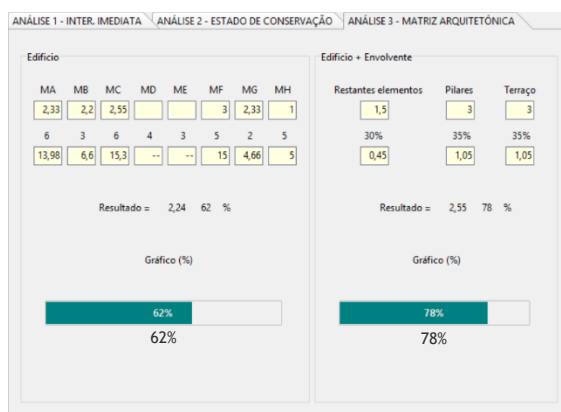 ANÁLISE 1 - INTER. IMEDIATA ANÁLISE 2 - ESTADO DE CONSERVAÇÃO ANÁLISE 3 - MATRIZ ARQUITETÓNICA
Edifício
MA MB MC MD ME MF MG MH
2,33 2,2 2,55 3 2,33 1
6 3 6 4 3 5 2 5
13,98 6,6 15,3 -- -- 15 4,66 5
Resultado = 2,24 62 %
Gráfico (%)
62%
62%
Edifício + Envolvente
Restantes elementos Pilares Terraço
1,5 3 3
30% 35% 35%
0,45 1,05 1,05
Resultado = 2,55 78 %
Gráfico (%)
78%
78%